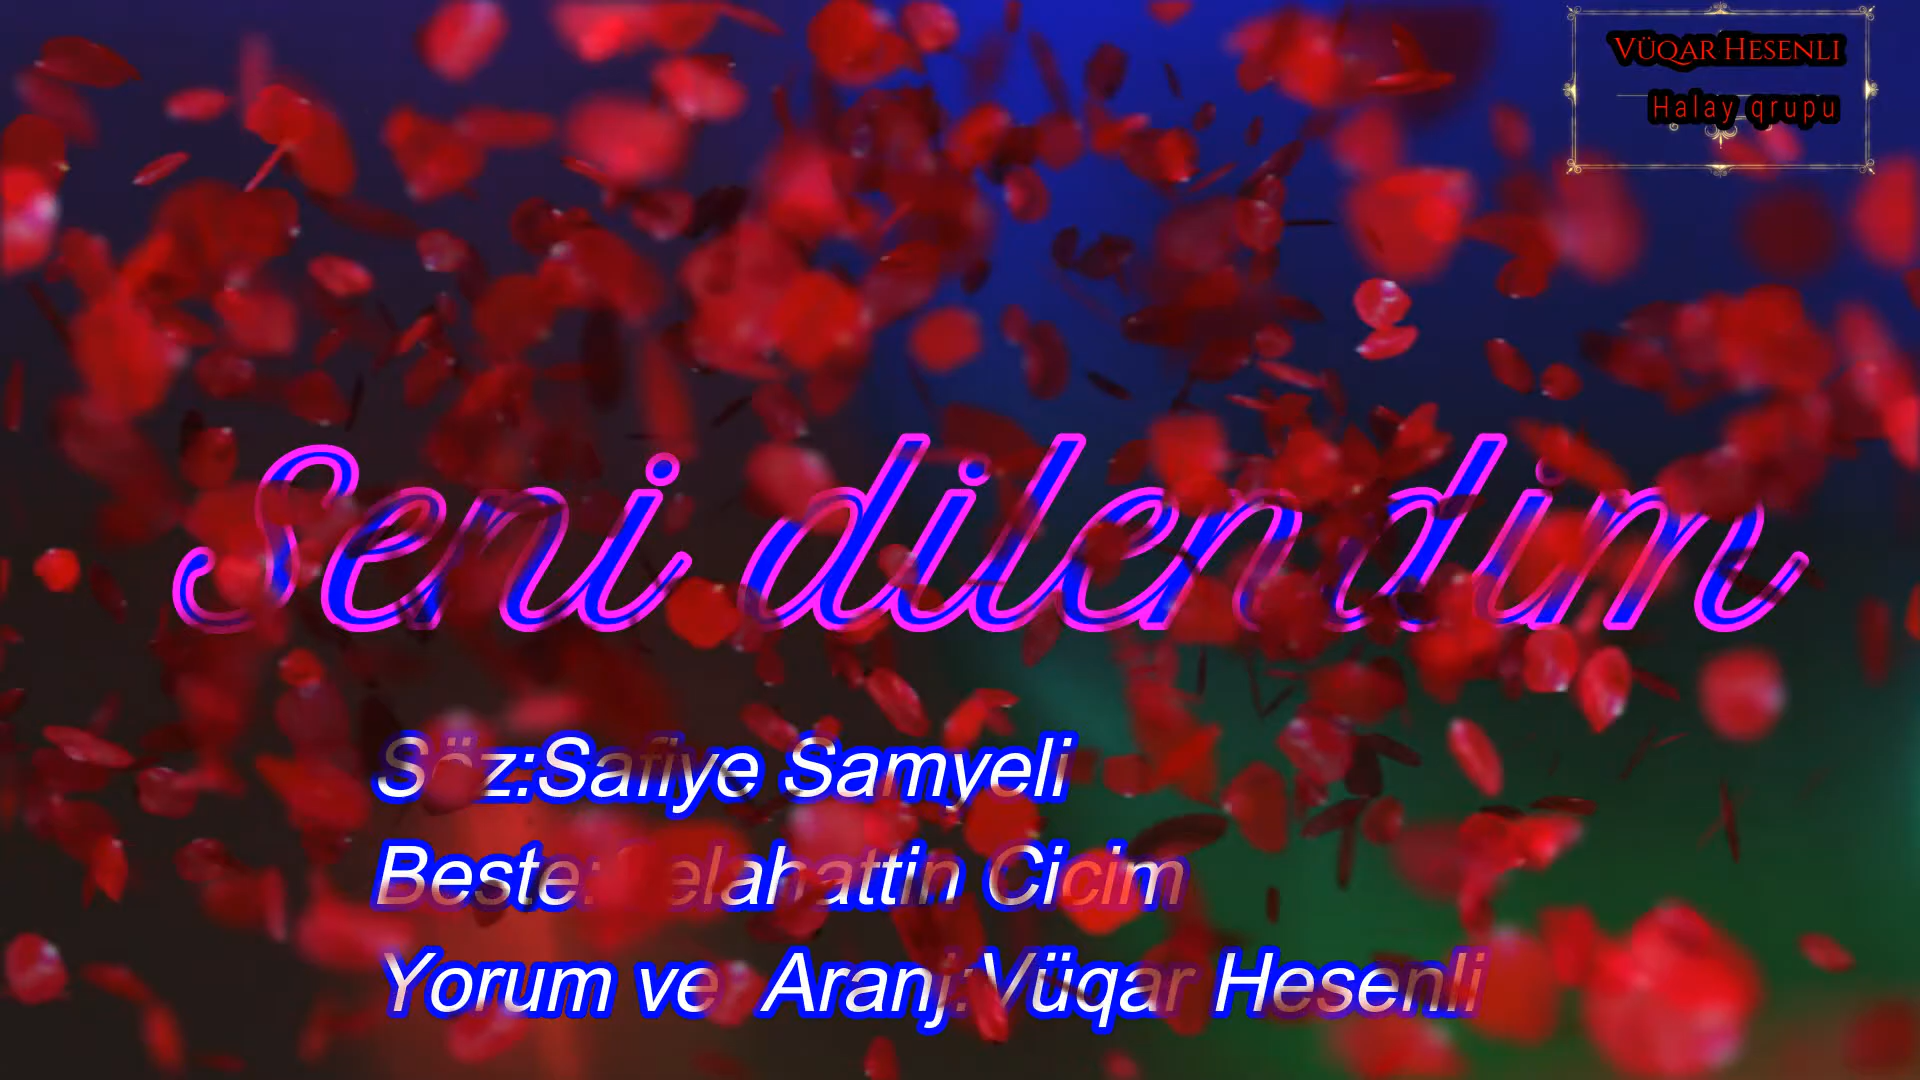 VÜQAR HESENLI
Halay qrupu
Seni dilendim
Söz:Safiye Samyeli
Beste:Selahattin Cicim
Yorum ve Aranj:Vüqar Hesenli